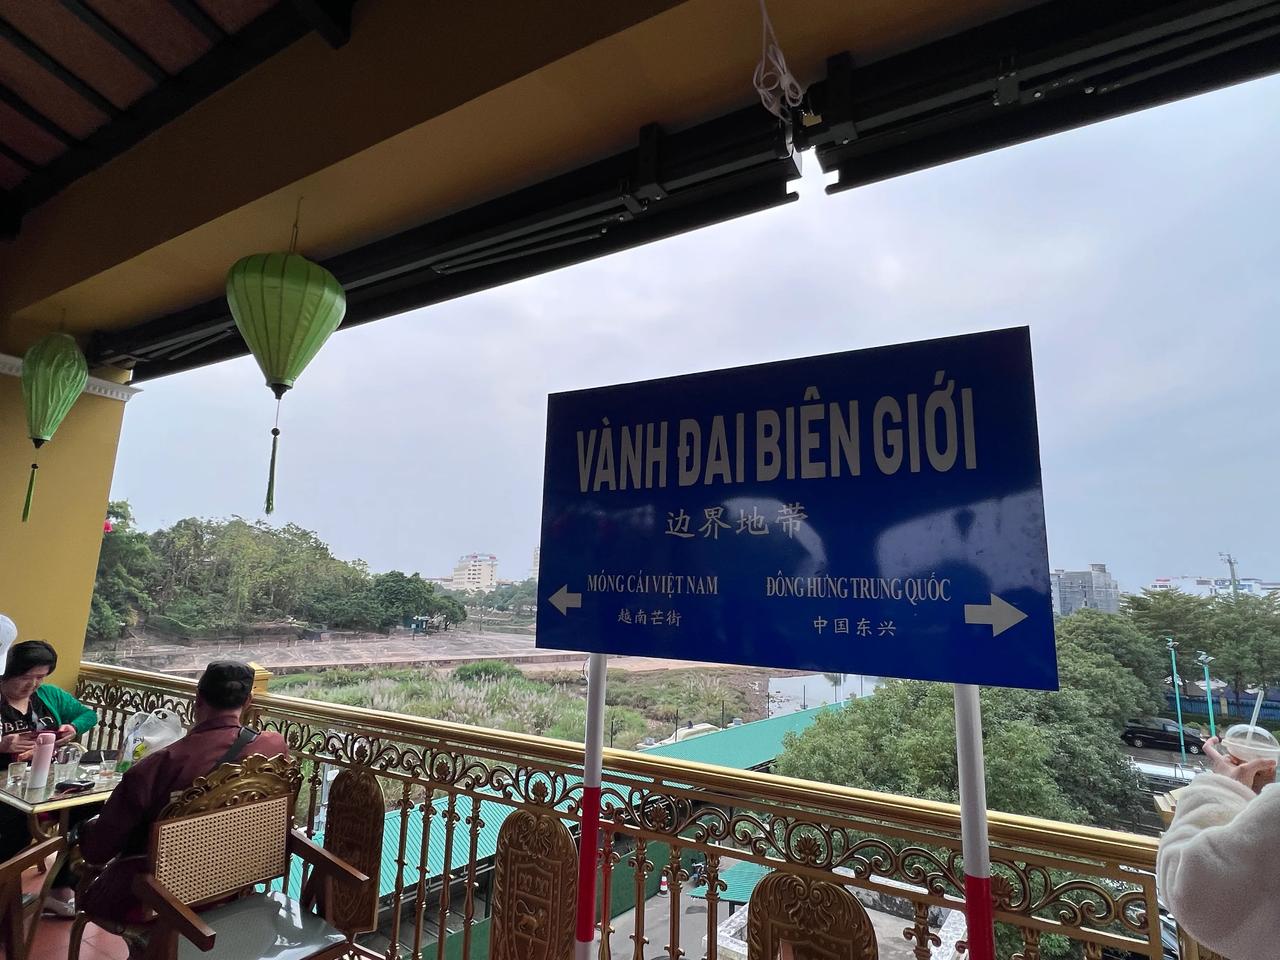 VÀNH ĐAI BIÊN GIỚI
边界地带
MÓNG CÁI VIỆT NAM
越南芒街
ĐÔNG HƯNG TRUNG QUỐC
中国东兴